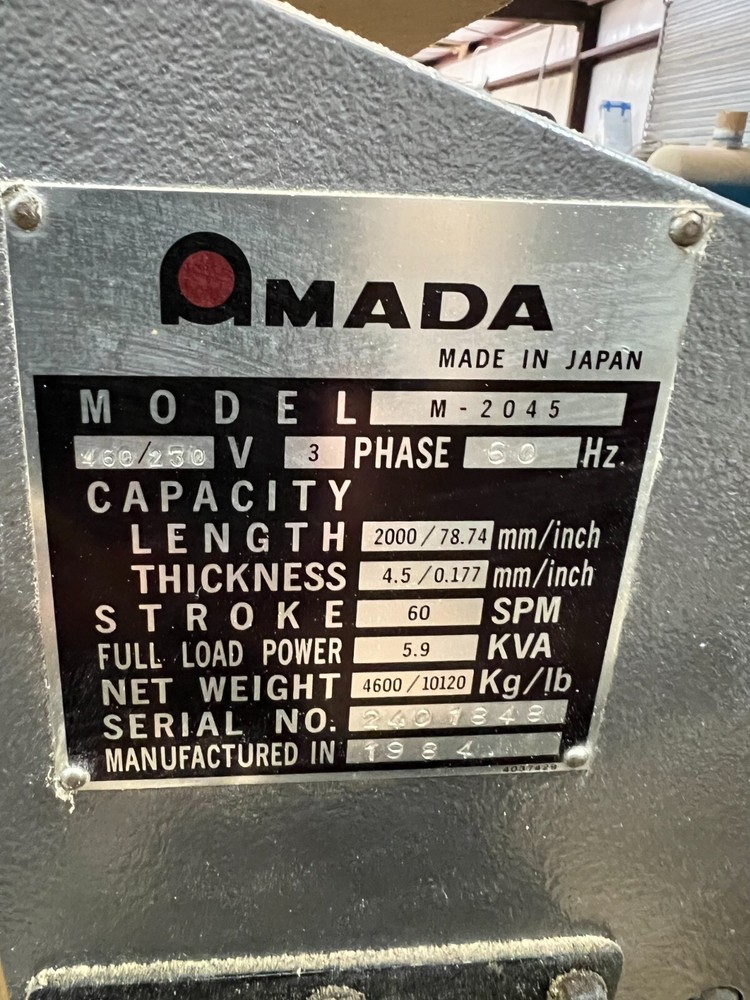 AMADA
MADE IN JAPAN
MODEL M-2045
460/230 V 3 PHASE 60 Hz.
CAPACITY
LENGTH 2000/78.74 mm/inch
THICKNESS 4.5/0.177 mm/inch
STROKE 60 SPM
FULL LOAD POWER 5.9 KVA
NET WEIGHT 4600/10120 Kg/lb.
SERIAL NO. 2401848
MANUFACTURED IN 1984.
4037429